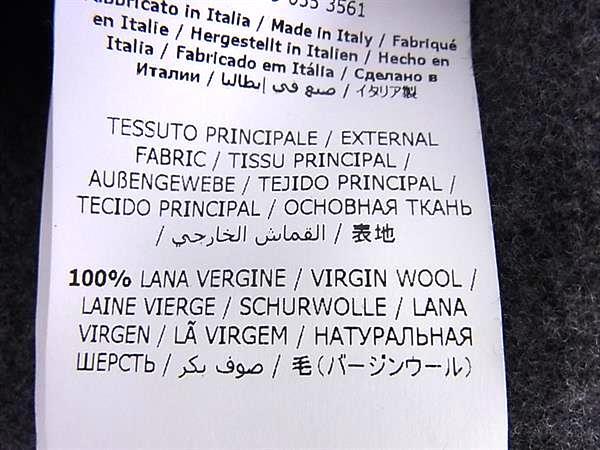 055 3561
Fabbricato in Italia / Made in Italy / Fabriqué
en Italie / Hergestellt in Italien / Hecho en
Italia / Fabricado em Itália / Сделано в
Италии / صنع في إيطاليا / イタリア製
TESSUTO PRINCIPALE / EXTERNAL
FABRIC / TISSU PRINCIPAL /
AUßENGEWEBE / TEJIDO PRINCIPAL /
TECIDO PRINCIPAL / ОСНОВНАЯ ТКАНЬ
/ القماش الخارجي / 表地
100% LANA VERGINE / VIRGIN WOOL /
LAINE VIERGE / SCHURWOLLE / LANA
VIRGEN / LÃ VIRGEM / НАТУРАЛЬНАЯ
ШЕРСТЬ / صوف بكر / 毛(バージンウール)